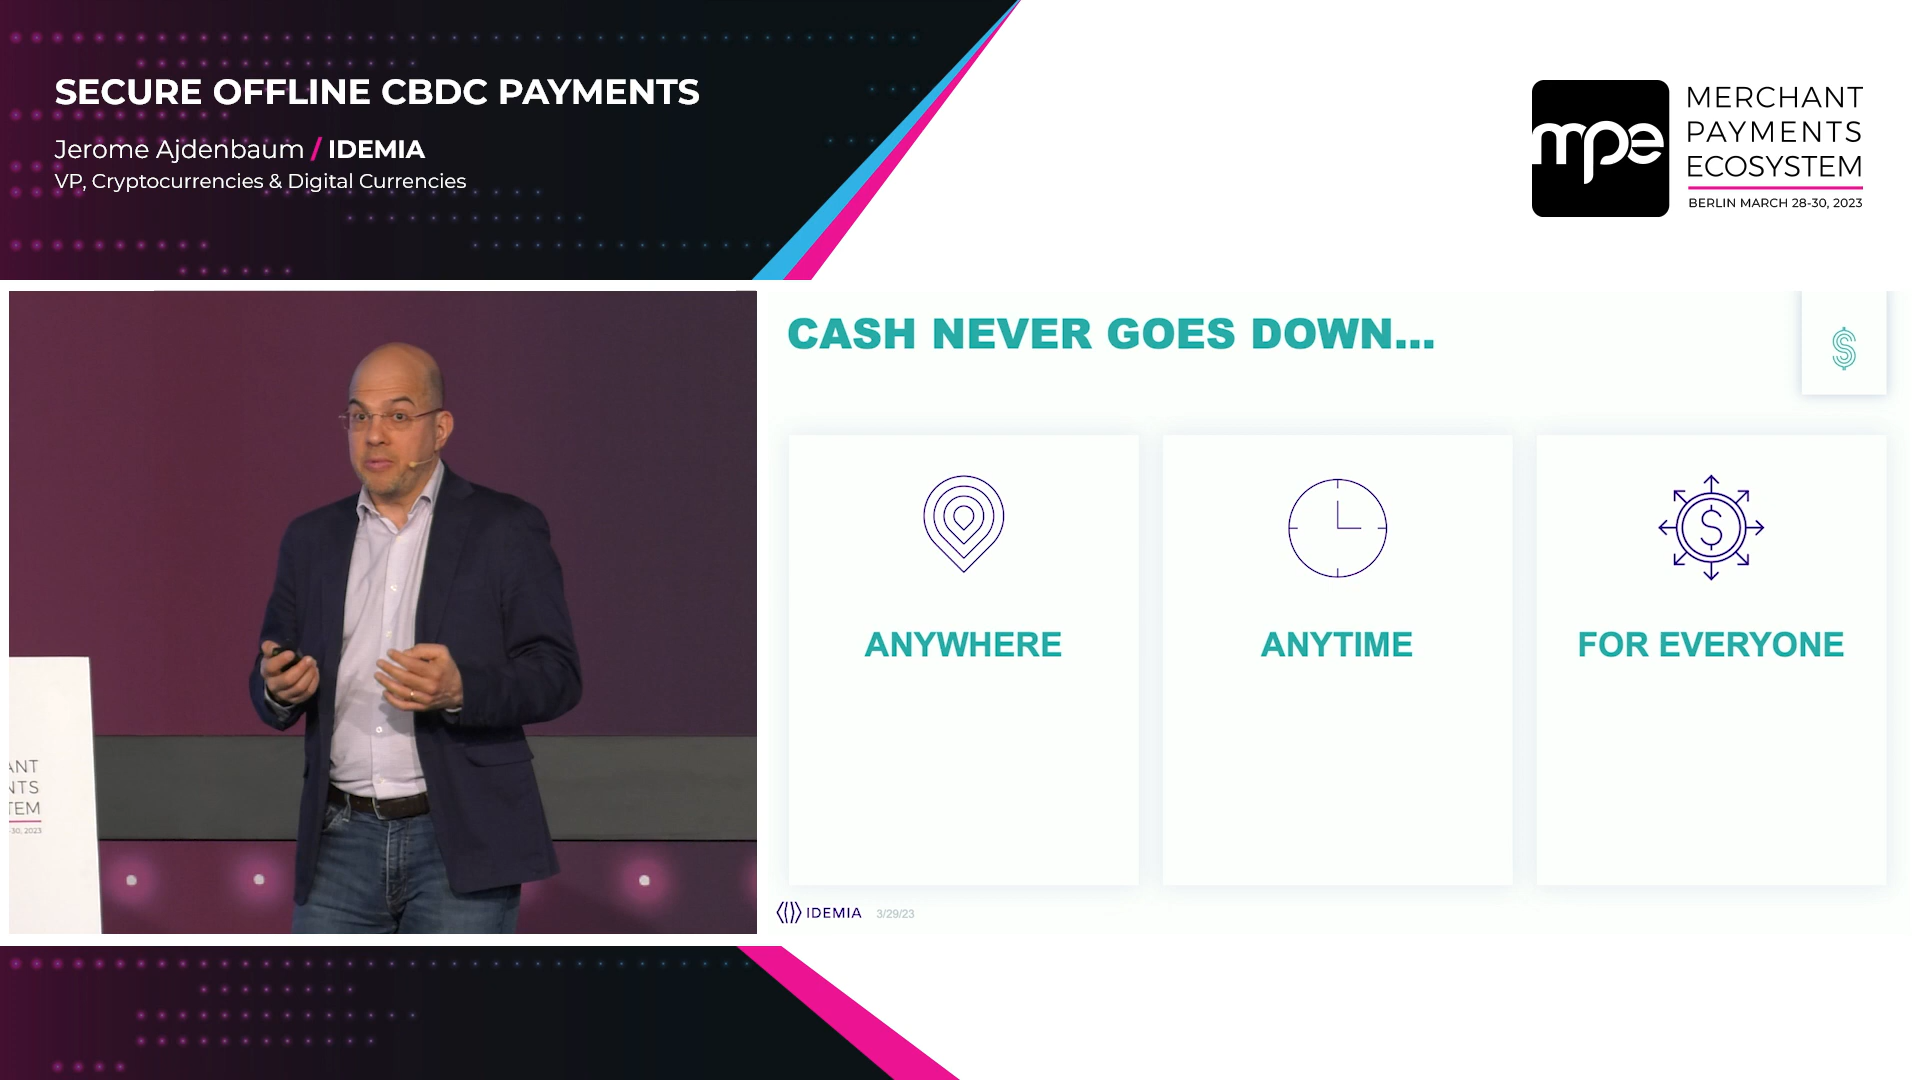 SECURE OFFLINE CBDC PAYMENTS
Jerome Ajdenbaum / IDEMIA
VP, Cryptocurrencies & Digital Currencies
mpe
MERCHANT
PAYMENTS
ECOSYSTEM
BERLIN MARCH 28-30, 2023
CASH NEVER GOES DOWN...
$
$
ANYWHERE
ANYTIME
FOR EVERYONE
ANT
NTS
TEM
-30, 2023
IDEMIA 3/29/23